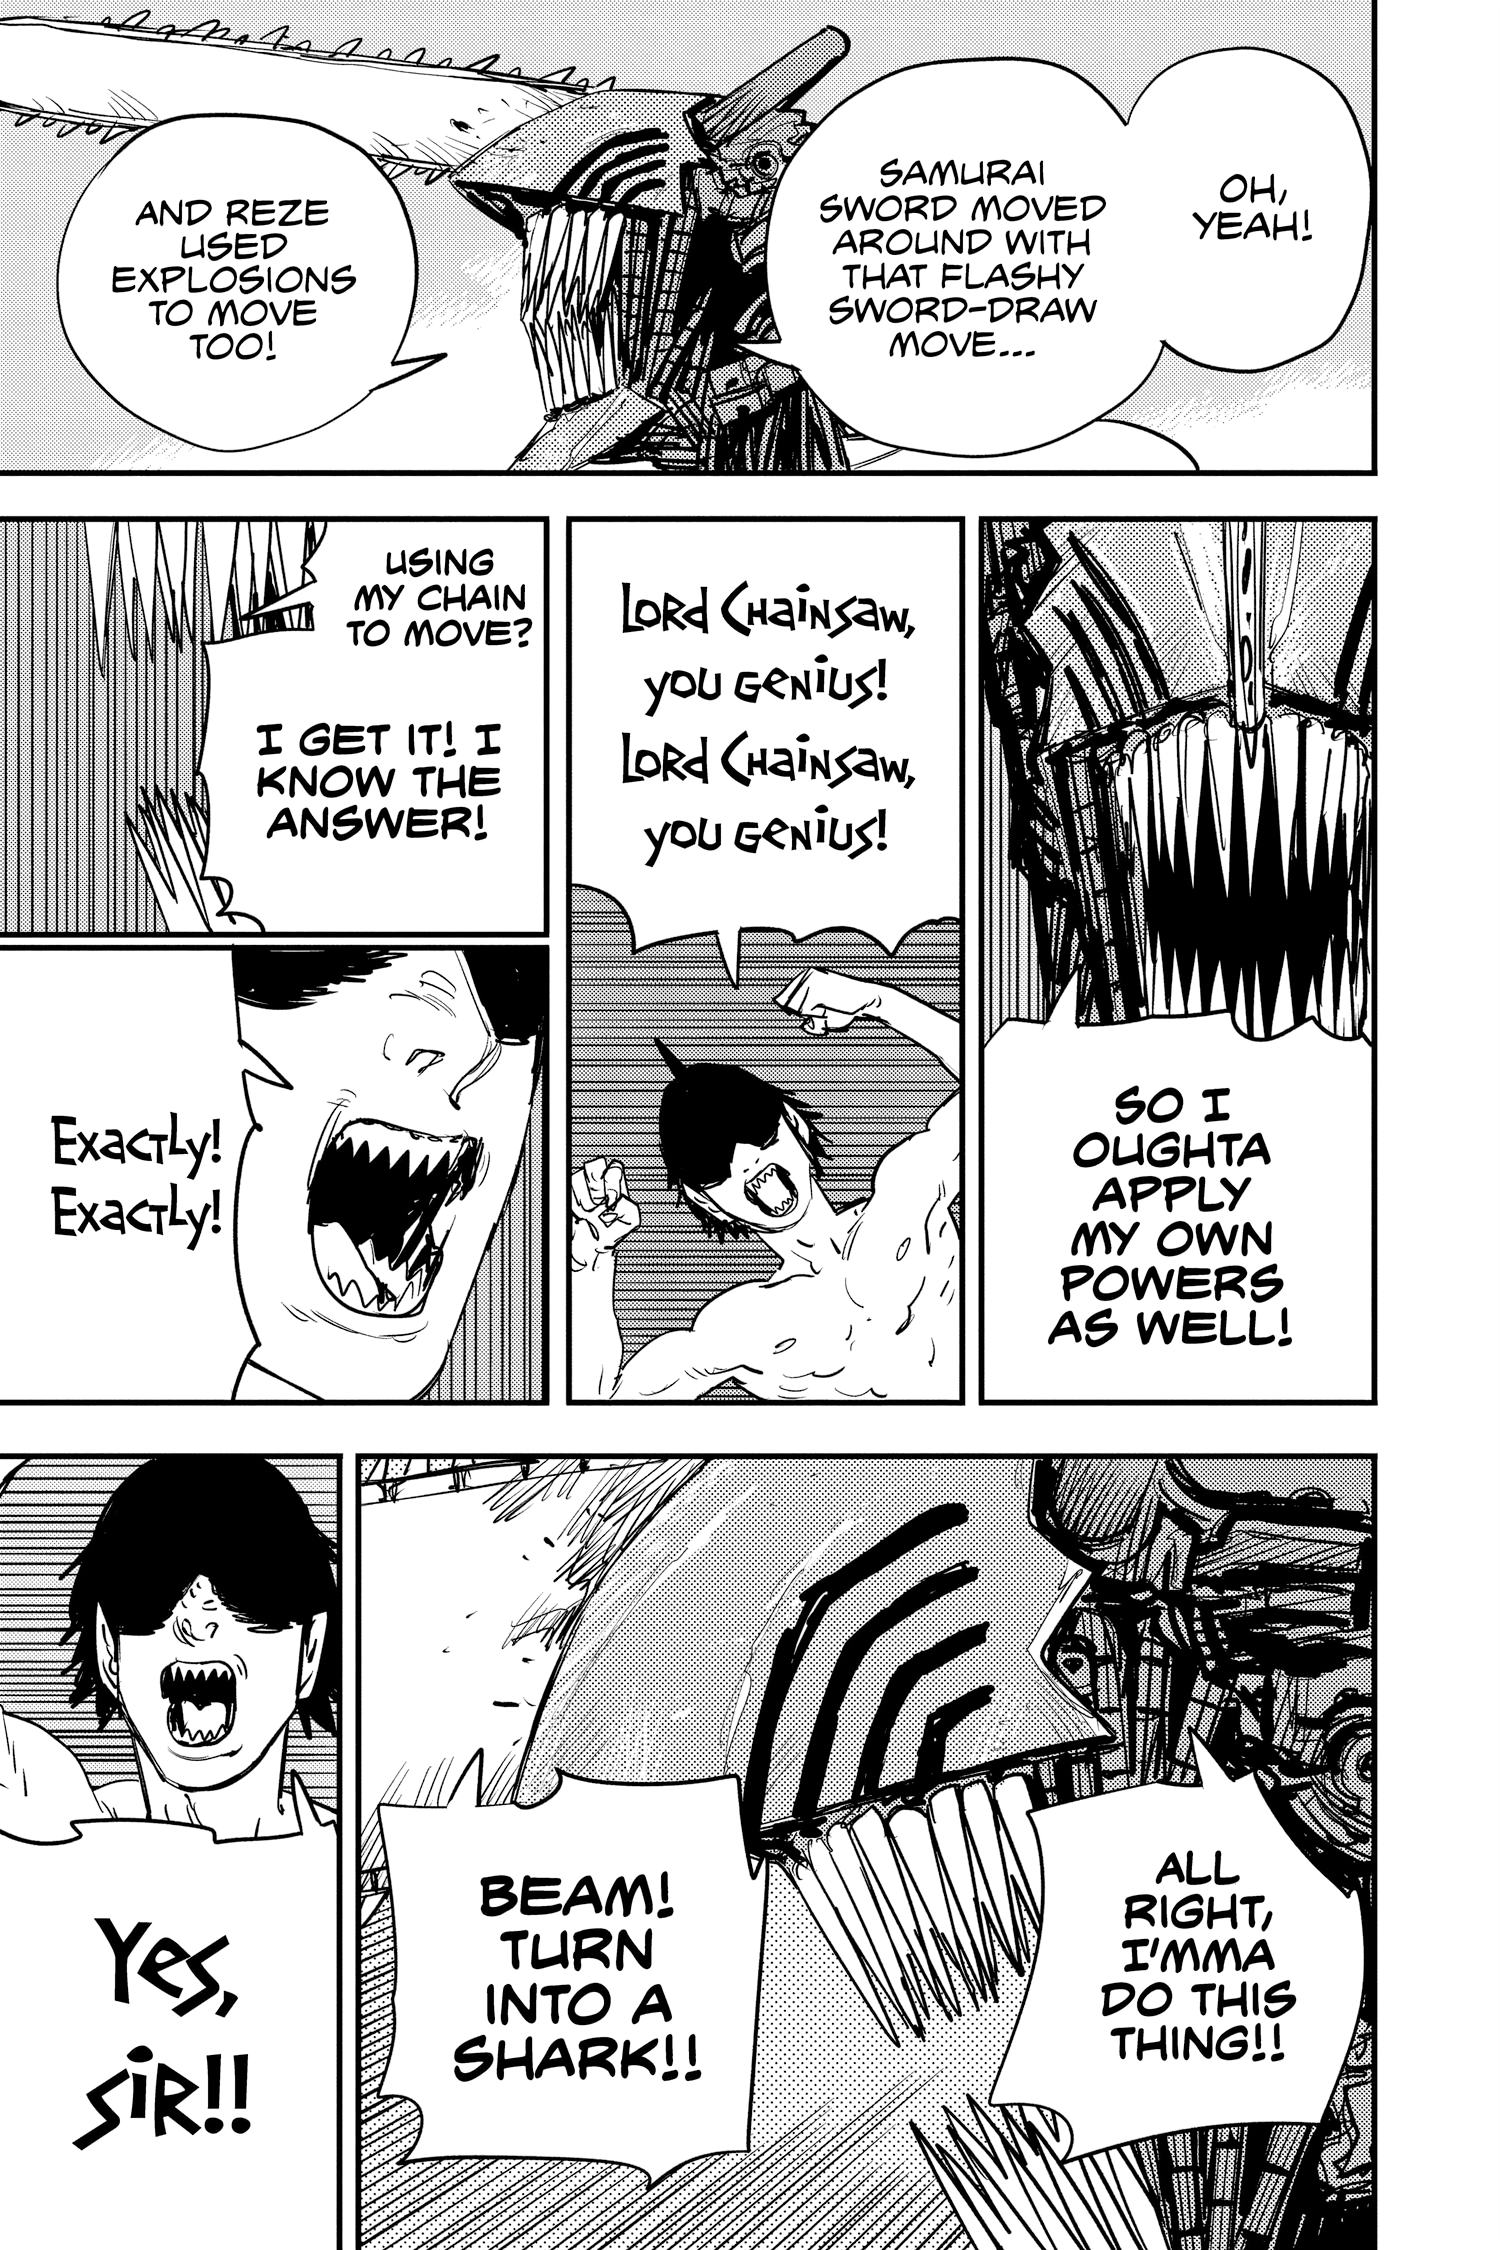 OH,
YEAH!
SAMURAI
SWORD MOVED
AROUND WITH
THAT FLASHY
SWORD-DRAW
MOVE...
AND REZE
USED
EXPLOSIONS
TO MOVE
TOO!
SO I
OUGHTA
APPLY
MY OWN
POWERS
AS WELL!
LORD CHAINSAW,
YOU GENIUS!
LORD CHAINSAW,
YOU GENIUS!
USING
MY CHAIN
TO MOVE?
I GET IT! I
KNOW THE
ANSWER!
EXACTLY!
EXACTLY!
ALL
RIGHT,
I'MMA
DO THIS
THING!!
BEAM!
TURN
INTO A
SHARK!!
YES,
SIR!!